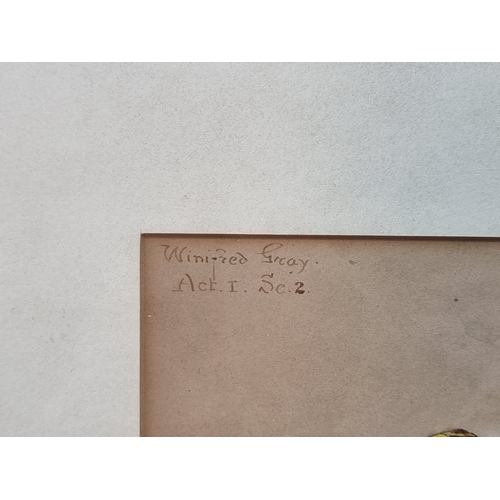 Winifred Gray.
Act. I. Sc. 2.